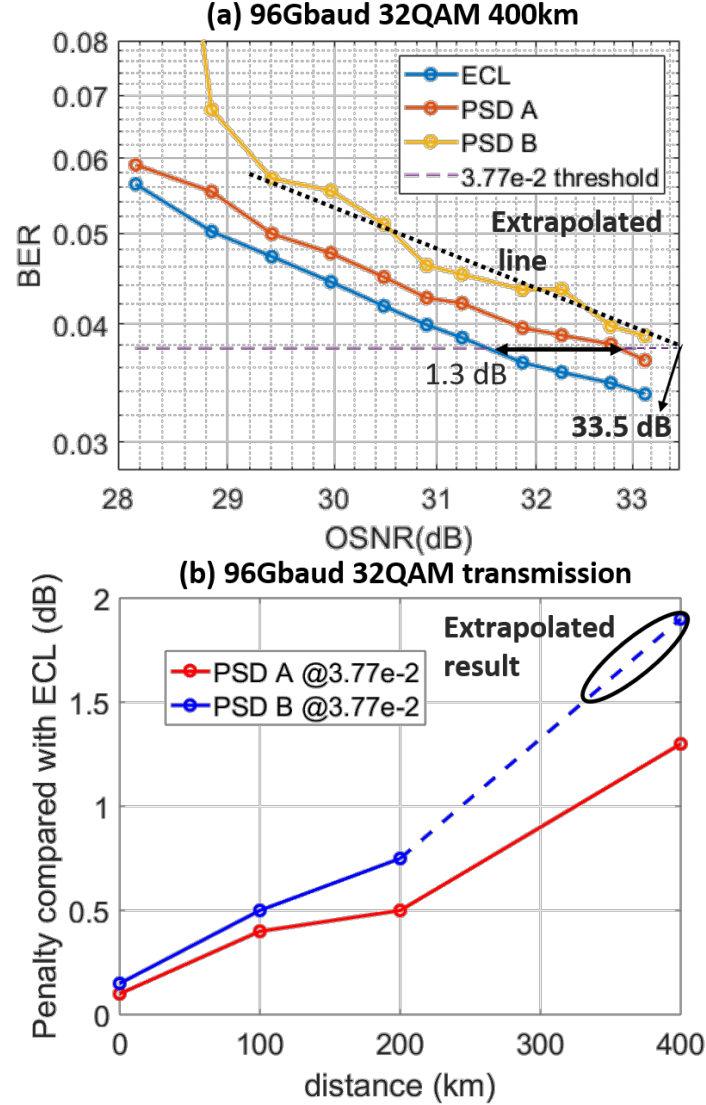 (a) 96Gbaud 32QAM 400km
0.08
0.07
0.06
0.05
0.04
0.03
BER
ECL
PSD A
PSD B
3.77e-2 threshold
Extrapolated
line
1.3 dB
33.5 dB
28 29 30 31 32 33
OSNR(dB)
(b) 96Gbaud 32QAM transmission
2
1.5
1
0.5
0
Penalty compared with ECL (dB)
Extrapolated
result
PSD A @3.77e-2
PSD B @3.77e-2
0 100 200 300 400
distance (km)